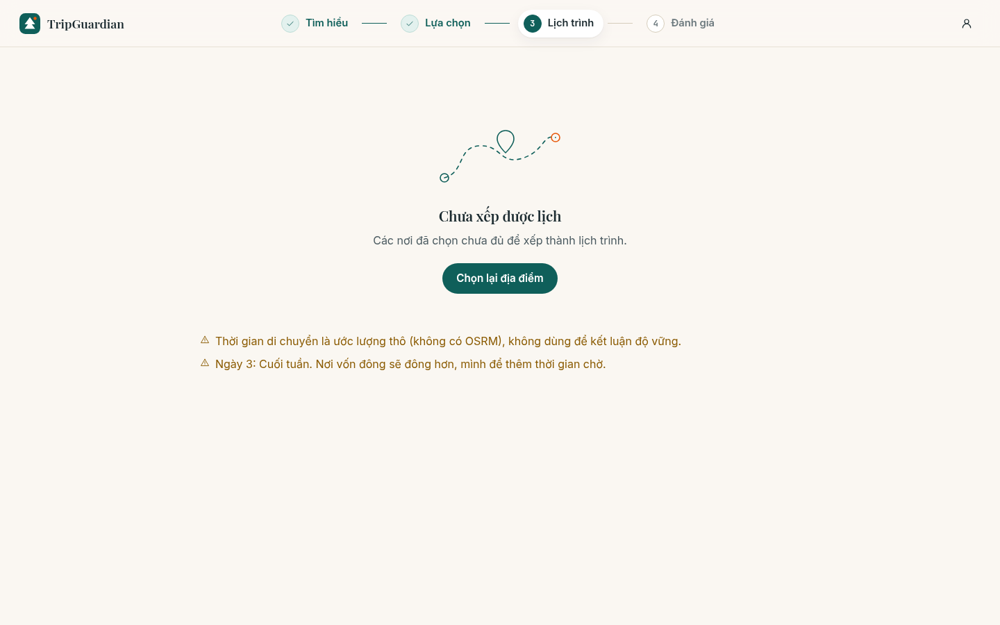 TripGuardian
Tìm hiểu
Lựa chọn
3 Lịch trình
4 Đánh giá
Chưa xếp được lịch
Các nơi đã chọn chưa đủ để xếp thành lịch trình.
Chọn lại địa điểm
Thời gian di chuyển là ước lượng thô (không có OSRM), không dùng để kết luận độ vững.
Ngày 3: Cuối tuần. Nơi vốn đông sẽ đông hơn, mình để thêm thời gian chờ.